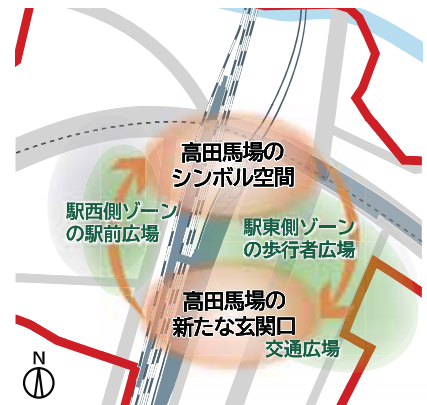 高田馬場の
シンボル空間
駅西側ゾーン
の駅前広場
駅東側ゾーン
の歩行者広場
高田馬場の
新たな玄関口
交通広場
N